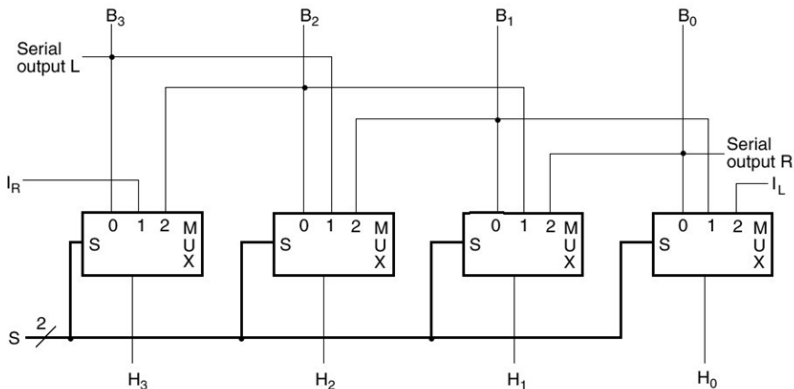 B3 B2 B1 B0
Serial
output L
Serial
output R
IR
IL
0 1 2 M
U
X
S
0 1 2 M
U
X
S
0 1 2 M
U
X
S
0 1 2 M
U
X
S
S 2
H3 H2 H1 H0